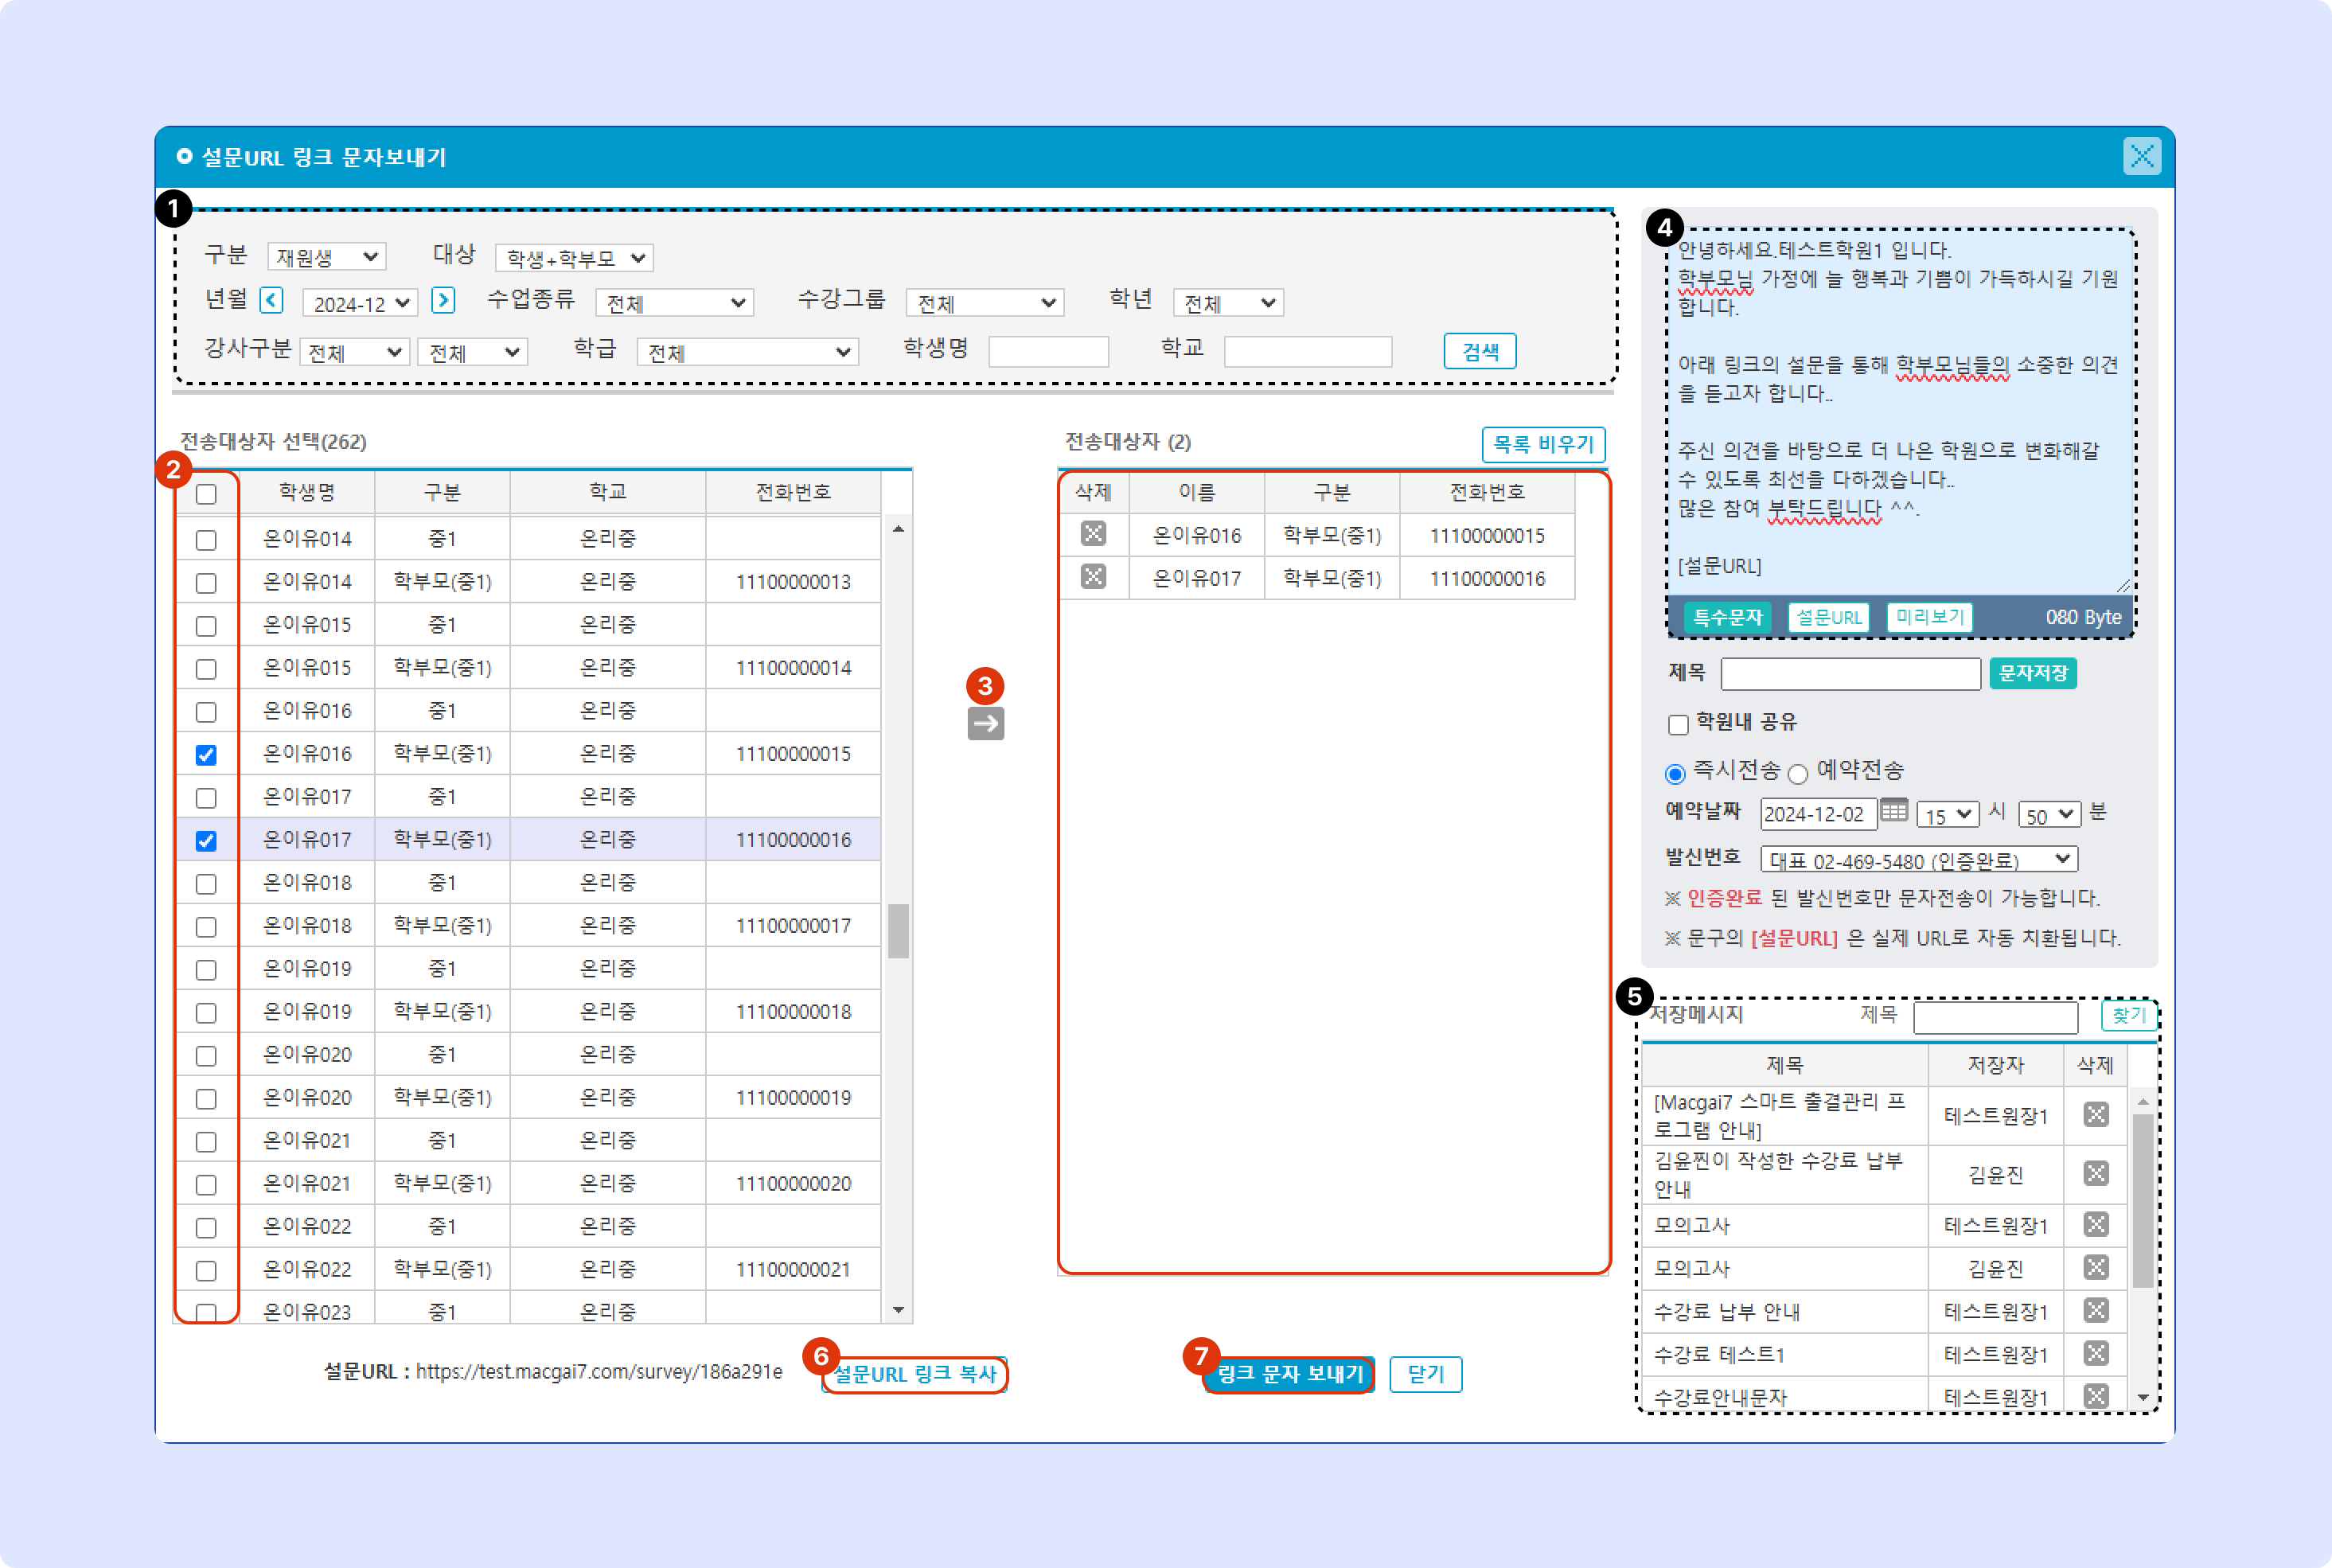 설문URL 링크 문자보내기
1
구분 재원생 대상 학생+학부모
년월 2024-12 수업종류 전체 수강그룹 전체 학년 전체
강사구분 전체 전체 학급 전체 학생명 학교 검색
전송대상자 선택(262)
2
학생명 구분 학교 전화번호
온이유014 중1 온리중
온이유014 학부모(중1) 온리중 11100000013
온이유015 중1 온리중
온이유015 학부모(중1) 온리중 11100000014
온이유016 중1 온리중
온이유016 학부모(중1) 온리중 11100000015
온이유017 중1 온리중
온이유017 학부모(중1) 온리중 11100000016
온이유018 중1 온리중
온이유018 학부모(중1) 온리중 11100000017
온이유019 중1 온리중
온이유019 학부모(중1) 온리중 11100000018
온이유020 중1 온리중
온이유020 학부모(중1) 온리중 11100000019
온이유021 중1 온리중
온이유021 학부모(중1) 온리중 11100000020
온이유022 중1 온리중
온이유022 학부모(중1) 온리중 11100000021
온이유023 중1 온리중
3
전송대상자 (2) 목록 비우기
삭제 이름 구분 전화번호
온이유016 학부모(중1) 11100000015
온이유017 학부모(중1) 11100000016
4
안녕하세요.테스트학원1 입니다.
학부모님 가정에 늘 행복과 기쁨이 가득하시길 기원
합니다.
아래 링크의 설문을 통해 학부모님들의 소중한 의견
을 듣고자 합니다..
주신 의견을 바탕으로 더 나은 학원으로 변화해갈
수 있도록 최선을 다하겠습니다..
많은 참여 부탁드립니다 ^^.
[설문URL]
특수문자 설문URL 미리보기 080 Byte
제목 문자저장
학원내 공유
즉시전송 예약전송
예약날짜 2024-12-02 15 시 50 분
발신번호 대표 02-469-5480 (인증완료)
※ 인증완료 된 발신번호만 문자전송이 가능합니다.
※ 문구의 [설문URL] 은 실제 URL로 자동 치환됩니다.
5
저장메시지 제목 찾기
제목 저장자 삭제
[Macgai7 스마트 출결관리 프
로그램 안내] 테스트원장1
김윤찐이 작성한 수강료 납부
안내 김윤진
모의고사 테스트원장1
모의고사 김윤진
수강료 납부 안내 테스트원장1
수강료 테스트1 테스트원장1
수강료안내문자 테스트원장1
설문URL : https://test.macgai7.com/survey/186a291e
6
설문URL 링크 복사
7
링크 문자 보내기 닫기